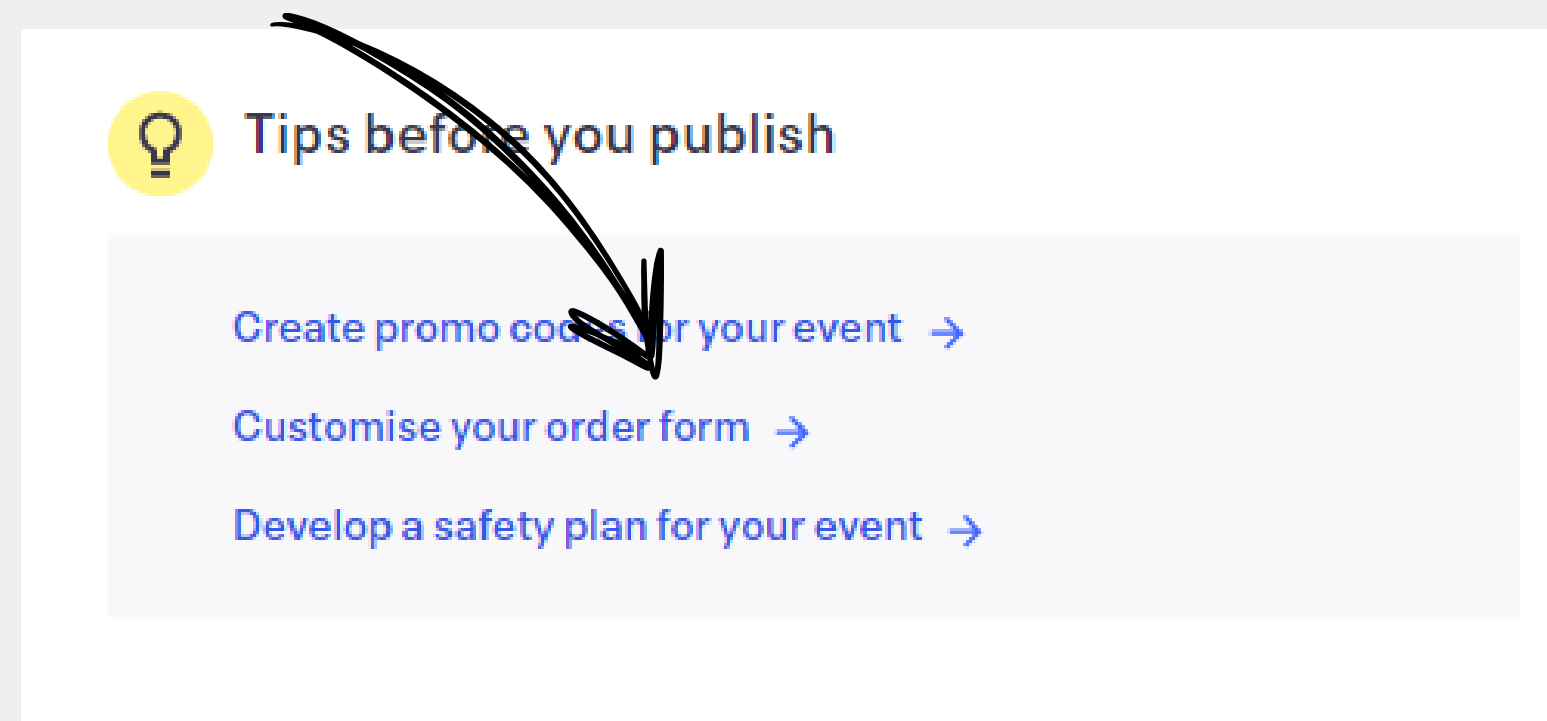 Tips before you publish
Create promo codes for your event →
Customise your order form →
Develop a safety plan for your event →